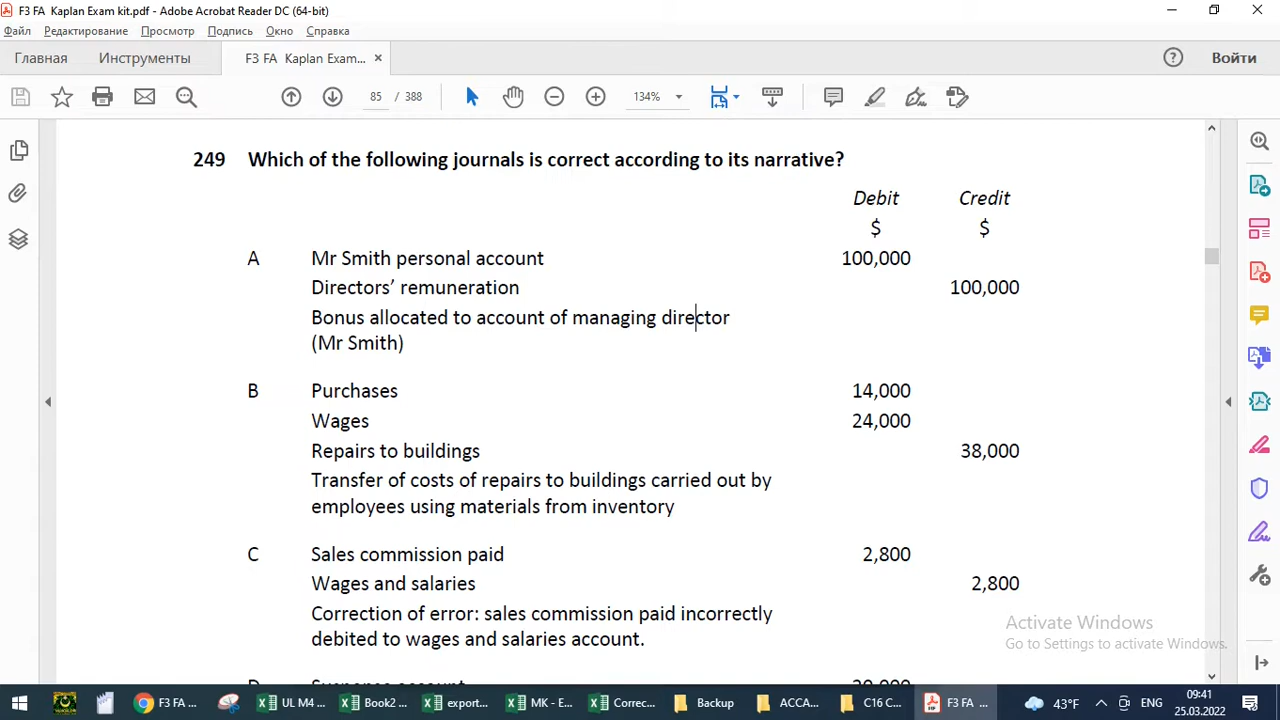 F3 FA Kaplan Exam kit.pdf - Adobe Acrobat Reader DC (64-bit)
Файл Редактирование Просмотр Подпись Окно Справка
Главная Инструменты F3 FA Kaplan Exam... × Войти
85 / 388 134%
249 Which of the following journals is correct according to its narrative?
Debit Credit
$ $
A Mr Smith personal account 100,000
Directors’ remuneration 100,000
Bonus allocated to account of managing director
(Mr Smith)
B Purchases 14,000
Wages 24,000
Repairs to buildings 38,000
Transfer of costs of repairs to buildings carried out by
employees using materials from inventory
C Sales commission paid 2,800
Wages and salaries 2,800
Correction of error: sales commission paid incorrectly
debited to wages and salaries account.
Activate Windows
Go to Settings to activate Windows.
D Suspense account
F3 FA ... UL M4 ... Book2 ... export... MK - E... Correc... Backup ACCA... C16 C... F3 FA ... 43°F ENG 09:41
25.03.2022